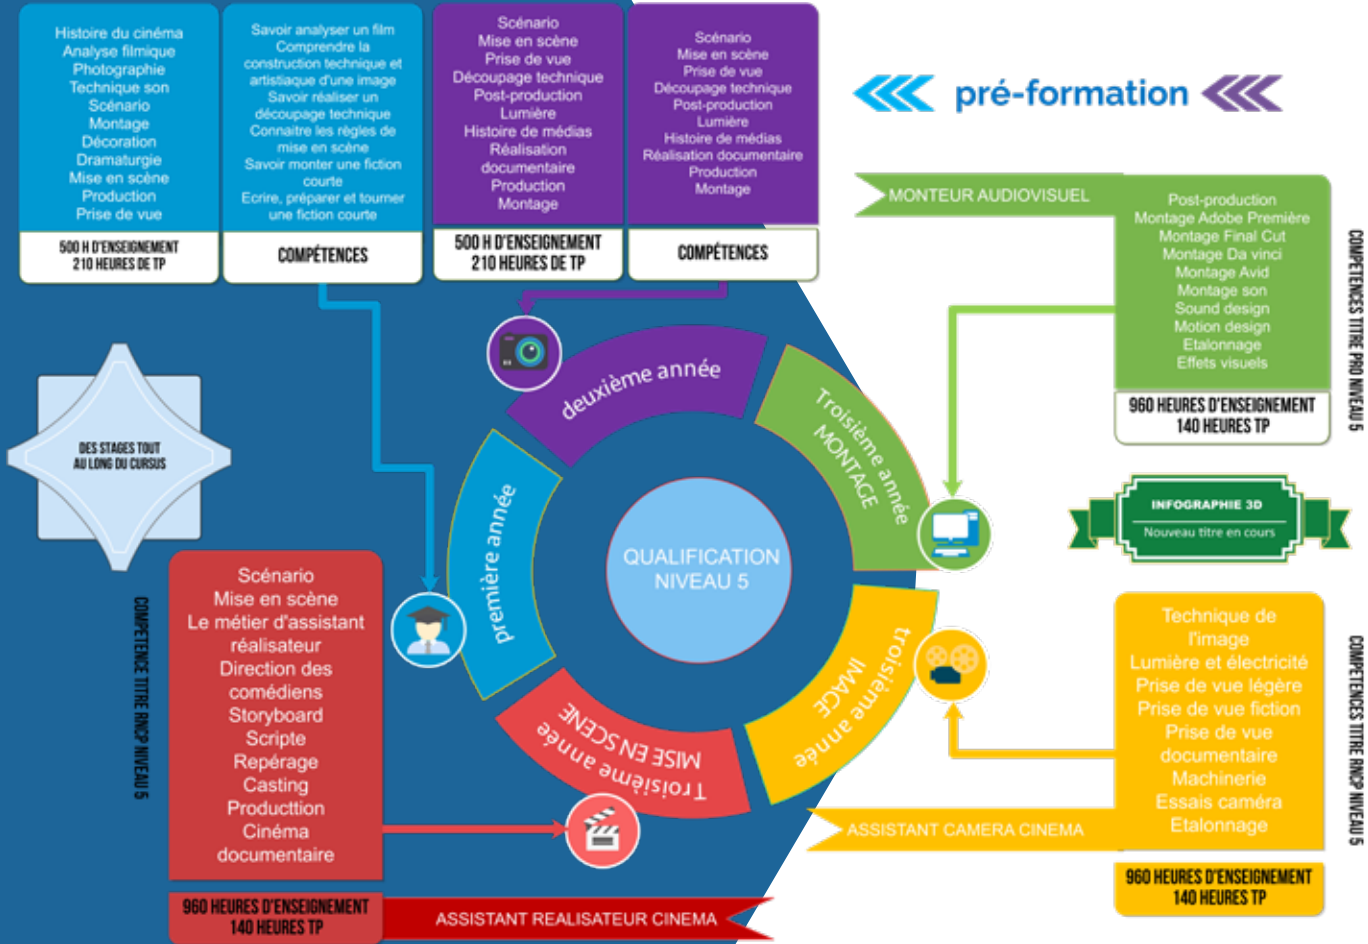 Histoire du cinéma
Analyse filmique
Photographie
Technique son
Scénario
Montage
Décoration
Dramaturgie
Mise en scène
Production
Prise de vue
500 H D'ENSEIGNEMENT
210 HEURES DE TP
Savoir analyser un film
Comprendre la
construction technique et
artistiaque d'une image
Savoir réaliser un
découpage technique
Connaitre les règles de
mise en scène
Savoir monter une fiction
courte
Ecrire, préparer et tourner
une fiction courte
COMPÉTENCES
Scénario
Mise en scène
Prise de vue
Découpage technique
Post-production
Lumière
Histoire de médias
Réalisation
documentaire
Production
Montage
500 H D'ENSEIGNEMENT
210 HEURES DE TP
Scénario
Mise en scène
Prise de vue
Découpage technique
Post-production
Lumière
Histoire de médias
Réalisation documentaire
Production
Montage
COMPÉTENCES
pré-formation
MONTEUR AUDIOVISUEL
Post-production
Montage Adobe Première
Montage Final Cut
Montage Da vinci
Montage Avid
Montage son
Sound design
Motion design
Etalonnage
Effets visuels
960 HEURES D'ENSEIGNEMENT
140 HEURES TP
COMPETENCES TITRE PRO NIVEAU 5
DES STAGES TOUT
AU LONG DU CURSUS
première année
deuxième année
Troisième année
MONTAGE
troisième année
IMAGE
Troisième année
MISE EN SCENE
QUALIFICATION
NIVEAU 5
INFOGRAPHIE 3D
Nouveau titre en cours
COMPETENCE TITRE RNCP NIVEAU 5
Scénario
Mise en scène
Le métier d'assistant
réalisateur
Direction des
comédiens
Storyboard
Scripte
Repérage
Casting
Producttion
Cinéma
documentaire
960 HEURES D'ENSEIGNEMENT
140 HEURES TP
ASSISTANT REALISATEUR CINEMA
Technique de
l'image
Lumière et électricité
Prise de vue légère
Prise de vue fiction
Prise de vue
documentaire
Machinerie
Essais caméra
Etalonnage
ASSISTANT CAMERA CINEMA
960 HEURES D'ENSEIGNEMENT
140 HEURES TP
COMPETENCES TITRE RNCP NIVEAU 5